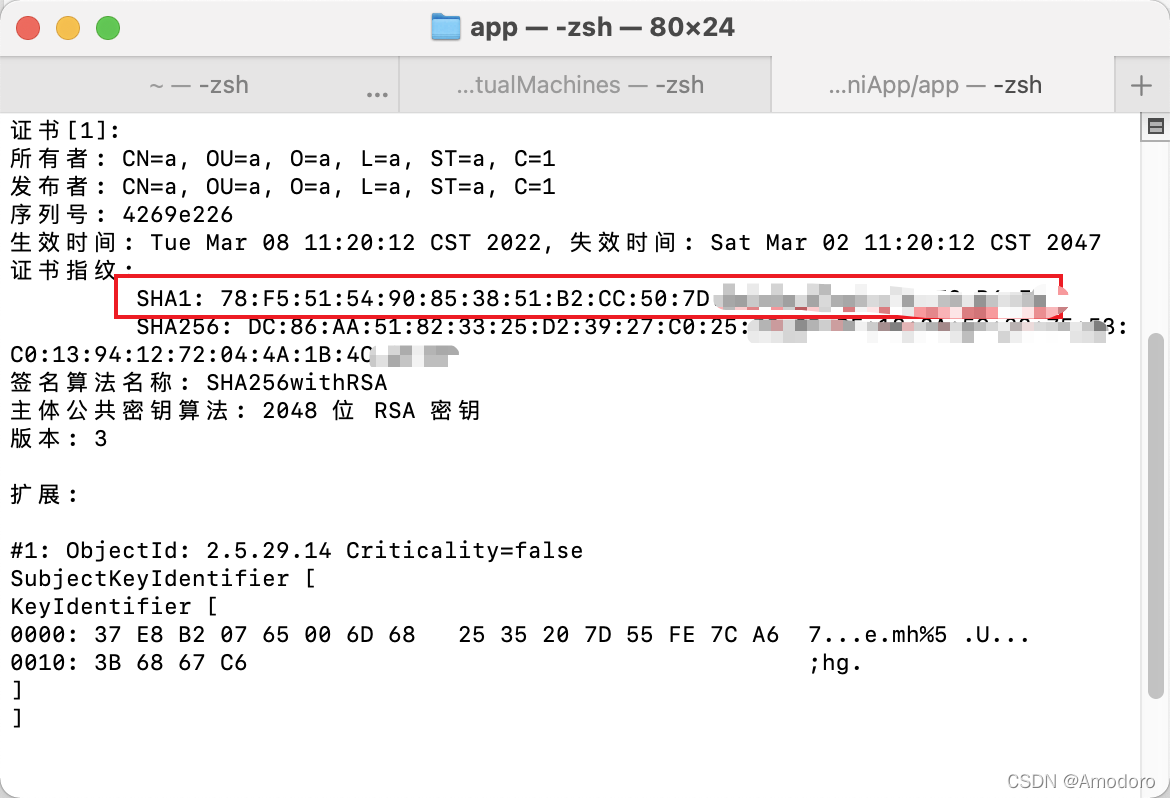 app — -zsh — 80×24
~ — -zsh ... ...tualMachines — -zsh ...niApp/app — -zsh +
证书[1]:
所有者: CN=a, OU=a, O=a, L=a, ST=a, C=1
发布者: CN=a, OU=a, O=a, L=a, ST=a, C=1
序列号: 4269e226
生效时间: Tue Mar 08 11:20:12 CST 2022, 失效时间: Sat Mar 02 11:20:12 CST 2047
证书指纹:
SHA1: 78:F5:51:54:90:85:38:51:B2:CC:50:7D
SHA256: DC:86:AA:51:82:33:25:D2:39:27:C0:25:
C0:13:94:12:72:04:4A:1B:4C
签名算法名称: SHA256withRSA
主体公共密钥算法: 2048 位 RSA 密钥
版本: 3
扩展:
#1: ObjectId: 2.5.29.14 Criticality=false
SubjectKeyIdentifier [
KeyIdentifier [
0000: 37 E8 B2 07 65 00 6D 68 25 35 20 7D 55 FE 7C A6 7...e.mh%5 .U...
0010: 3B 68 67 C6 ;hg.
]
]
CSDN @Amodoro